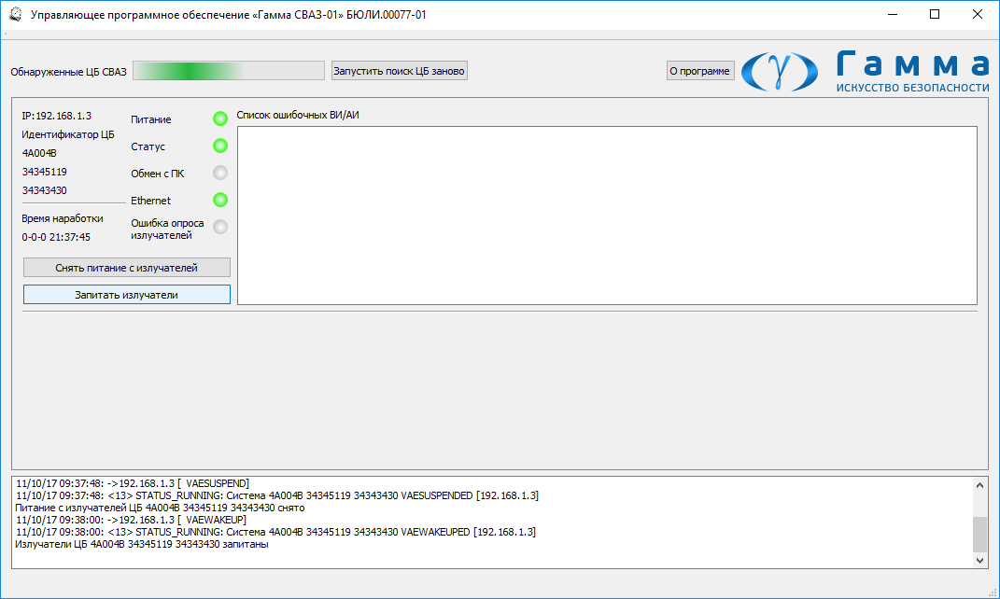 Управляющее программное обеспечение «Гамма СВАЗ-01» БЮЛИ.00077-01
Обнаруженные ЦБ СВАЗ
Запустить поиск ЦБ заново
О программе
γ
Гамма
ИСКУССТВО БЕЗОПАСНОСТИ
IP:192.168.1.3
Идентификатор ЦБ
4A004B
34345119
34343430
Время наработки
0-0-0 21:37:45
Питание
Статус
Обмен с ПК
Ethernet
Ошибка опроса
излучателей
Снять питание с излучателей
Запитать излучатели
Список ошибочных ВИ/АИ
11/10/17 09:37:48: ->192.168.1.3 [ VAESUSPEND]
11/10/17 09:37:48: <13> STATUS_RUNNING: Система 4A004B 34345119 34343430 VAESUSPENDED [192.168.1.3]
Питание с излучателей ЦБ 4A004B 34345119 34343430 снято
11/10/17 09:38:00: ->192.168.1.3 [ VAEWAKEUP]
11/10/17 09:38:00: <13> STATUS_RUNNING: Система 4A004B 34345119 34343430 VAEWAKEUPED [192.168.1.3]
Излучатели ЦБ 4A004B 34345119 34343430 запитаны